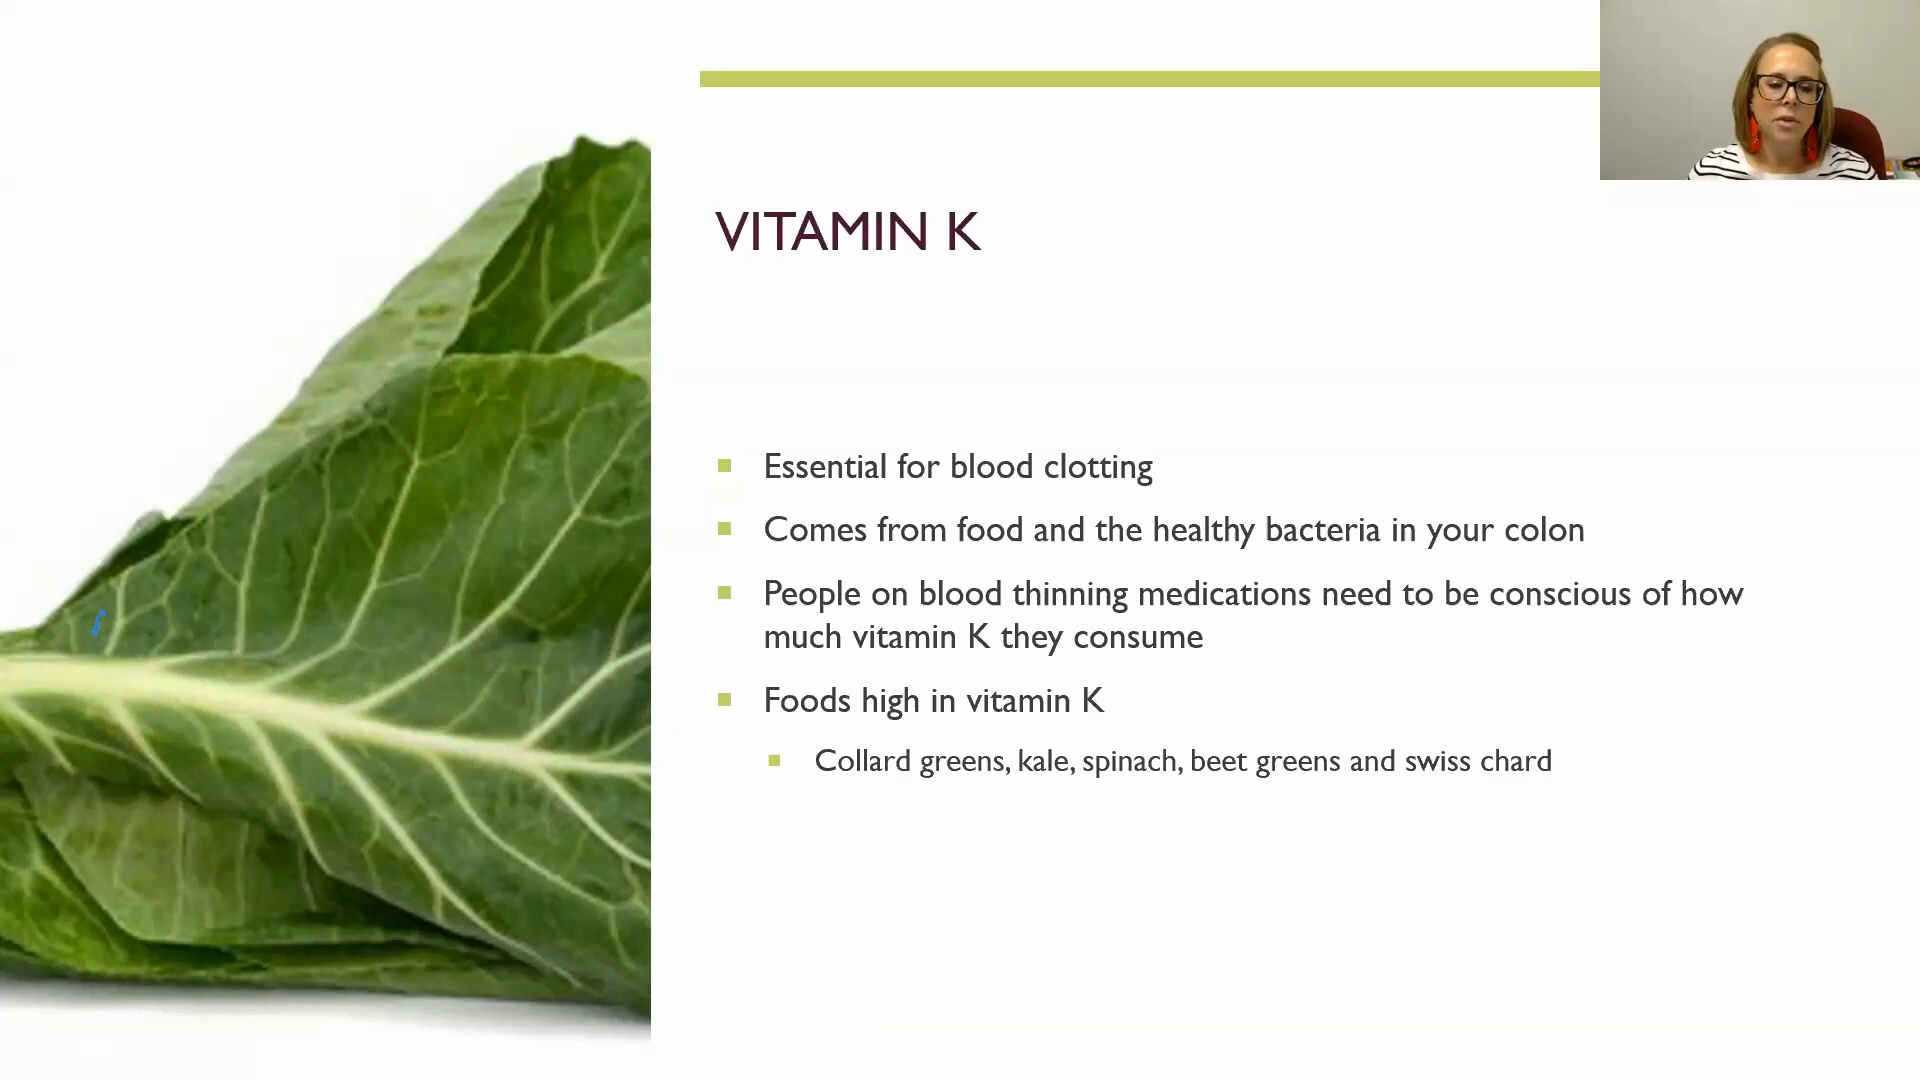 VITAMIN K
Essential for blood clotting
Comes from food and the healthy bacteria in your colon
People on blood thinning medications need to be conscious of how
much vitamin K they consume
Foods high in vitamin K
Collard greens, kale, spinach, beet greens and swiss chard